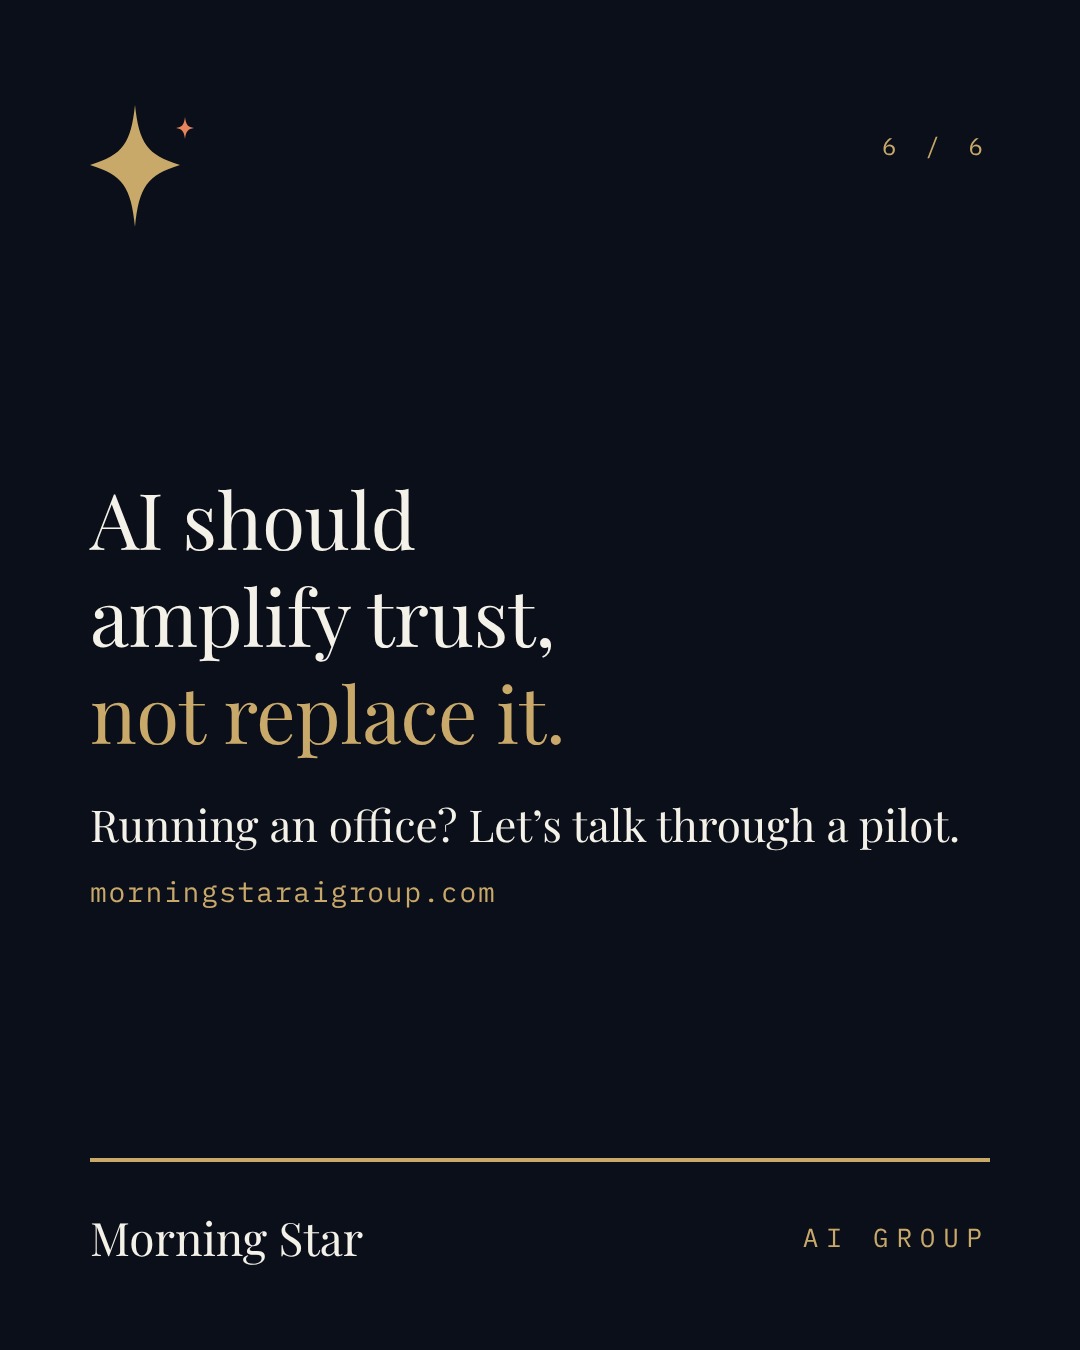 6 / 6
AI should
amplify trust,
not replace it.
Running an office? Let’s talk through a pilot.
morningstaraigroup.com
Morning Star
AI GROUP